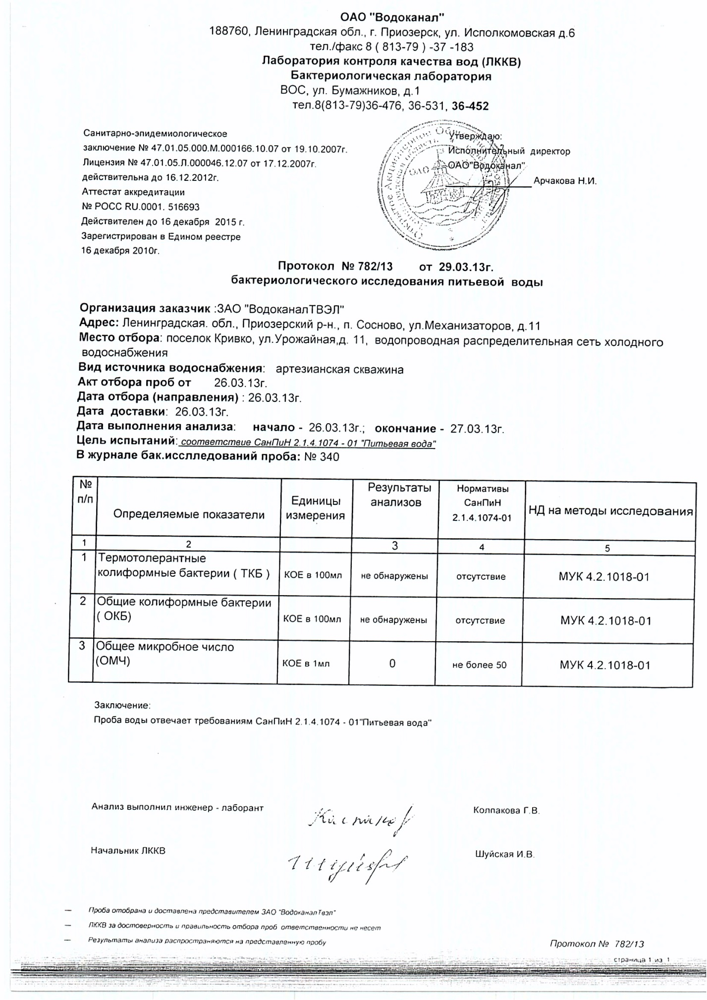 ОАО "Водоканал"
188760, Ленинградская обл., г. Приозерск, ул. Исполкомовская д.6
тел./факс 8 ( 813-79 ) -37 -183
Лаборатория контроля качества вод (ЛККВ)
Бактериологическая лаборатория
ВОС, ул. Бумажников, д.1
тел.8(813-79)36-476, 36-531, 36-452
Санитарно-эпидемиологическое
заключение № 47.01.05.000.М.000166.10.07 от 19.10.2007г.
Лицензия № 47.01.05.Л.000046.12.07 от 17.12.2007г.
действительна до 16.12.2012г.
Аттестат аккредитации
№ РОСС RU.0001. 516693
Действителен до 16 декабря 2015 г.
Зарегистрирован в Едином реестре
16 декабря 2010г.
Утверждаю:
Исполнительный директор
ОАО"Водоканал"
Арчакова Н.И.
Открытое Акционерное
ОАО
Протокол № 782/13 от 29.03.13г.
бактериологического исследования питьевой воды
Организация заказчик :ЗАО "ВодоканалТВЭЛ"
Адрес: Ленинградская. обл., Приозерский р-н., п. Сосново, ул.Механизаторов, д.11
Место отбора: поселок Кривко, ул.Урожайная,д. 11, водопроводная распределительная сеть холодного
водоснабжения
Вид источника водоснабжения: артезианская скважина
Акт отбора проб от 26.03.13г.
Дата отбора (направления) : 26.03.13г.
Дата доставки: 26.03.13г.
Дата выполнения анализа: начало - 26.03.13г.; окончание - 27.03.13г.
Цель испытаний: соответствие СанПиН 2.1.4.1074 - 01 "Питьевая вода"
В журнале бак.исслледований проба: № 340
№ п/п Определяемые показатели Единицы измерения Результаты анализов Нормативы СанПиН 2.1.4.1074-01 НД на методы исследования
1 2 3 4 5
1 Термотолерантные колиформные бактерии ( ТКБ ) КОЕ в 100мл не обнаружены отсутствие МУК 4.2.1018-01
2 Общие колиформные бактерии ( ОКБ) КОЕ в 100мл не обнаружены отсутствие МУК 4.2.1018-01
3 Общее микробное число (ОМЧ) КОЕ в 1мл 0 не более 50 МУК 4.2.1018-01
Заключение:
Проба воды отвечает требованиям СанПиН 2.1.4.1074 - 01"Питьевая вода"
Анализ выполнил инженер - лаборант Колпакова Г.В.
Начальник ЛККВ Шуйская И.В.
— Проба отобрана и доставлена представителем ЗАО "ВодоканалТвэл"
— ЛККВ за достоверность и правильность отбора проб ответственности не несет
— Результаты анализа распространяются на представленную пробу
Протокол № 782/13
страница 1 из 1